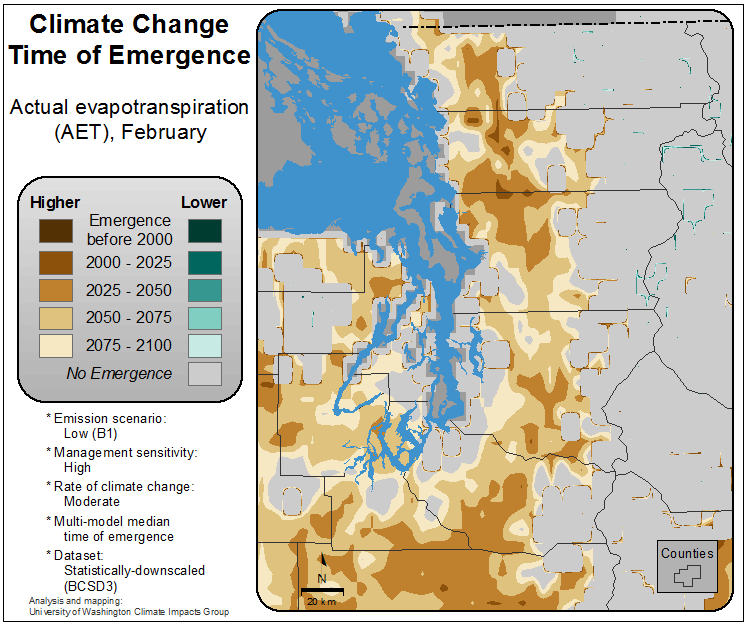 Climate Change
Time of Emergence
Actual evapotranspiration
(AET), February
Higher Lower
Emergence
before 2000
2000 - 2025
2025 - 2050
2050 - 2075
2075 - 2100
No Emergence
* Emission scenario:
Low (B1)
* Management sensitivity:
High
* Rate of climate change:
Moderate
* Multi-model median
time of emergence
* Dataset:
Statistically-downscaled
(BCSD3)
Analysis and mapping:
University of Washington Climate Impacts Group
N
20 km
Counties